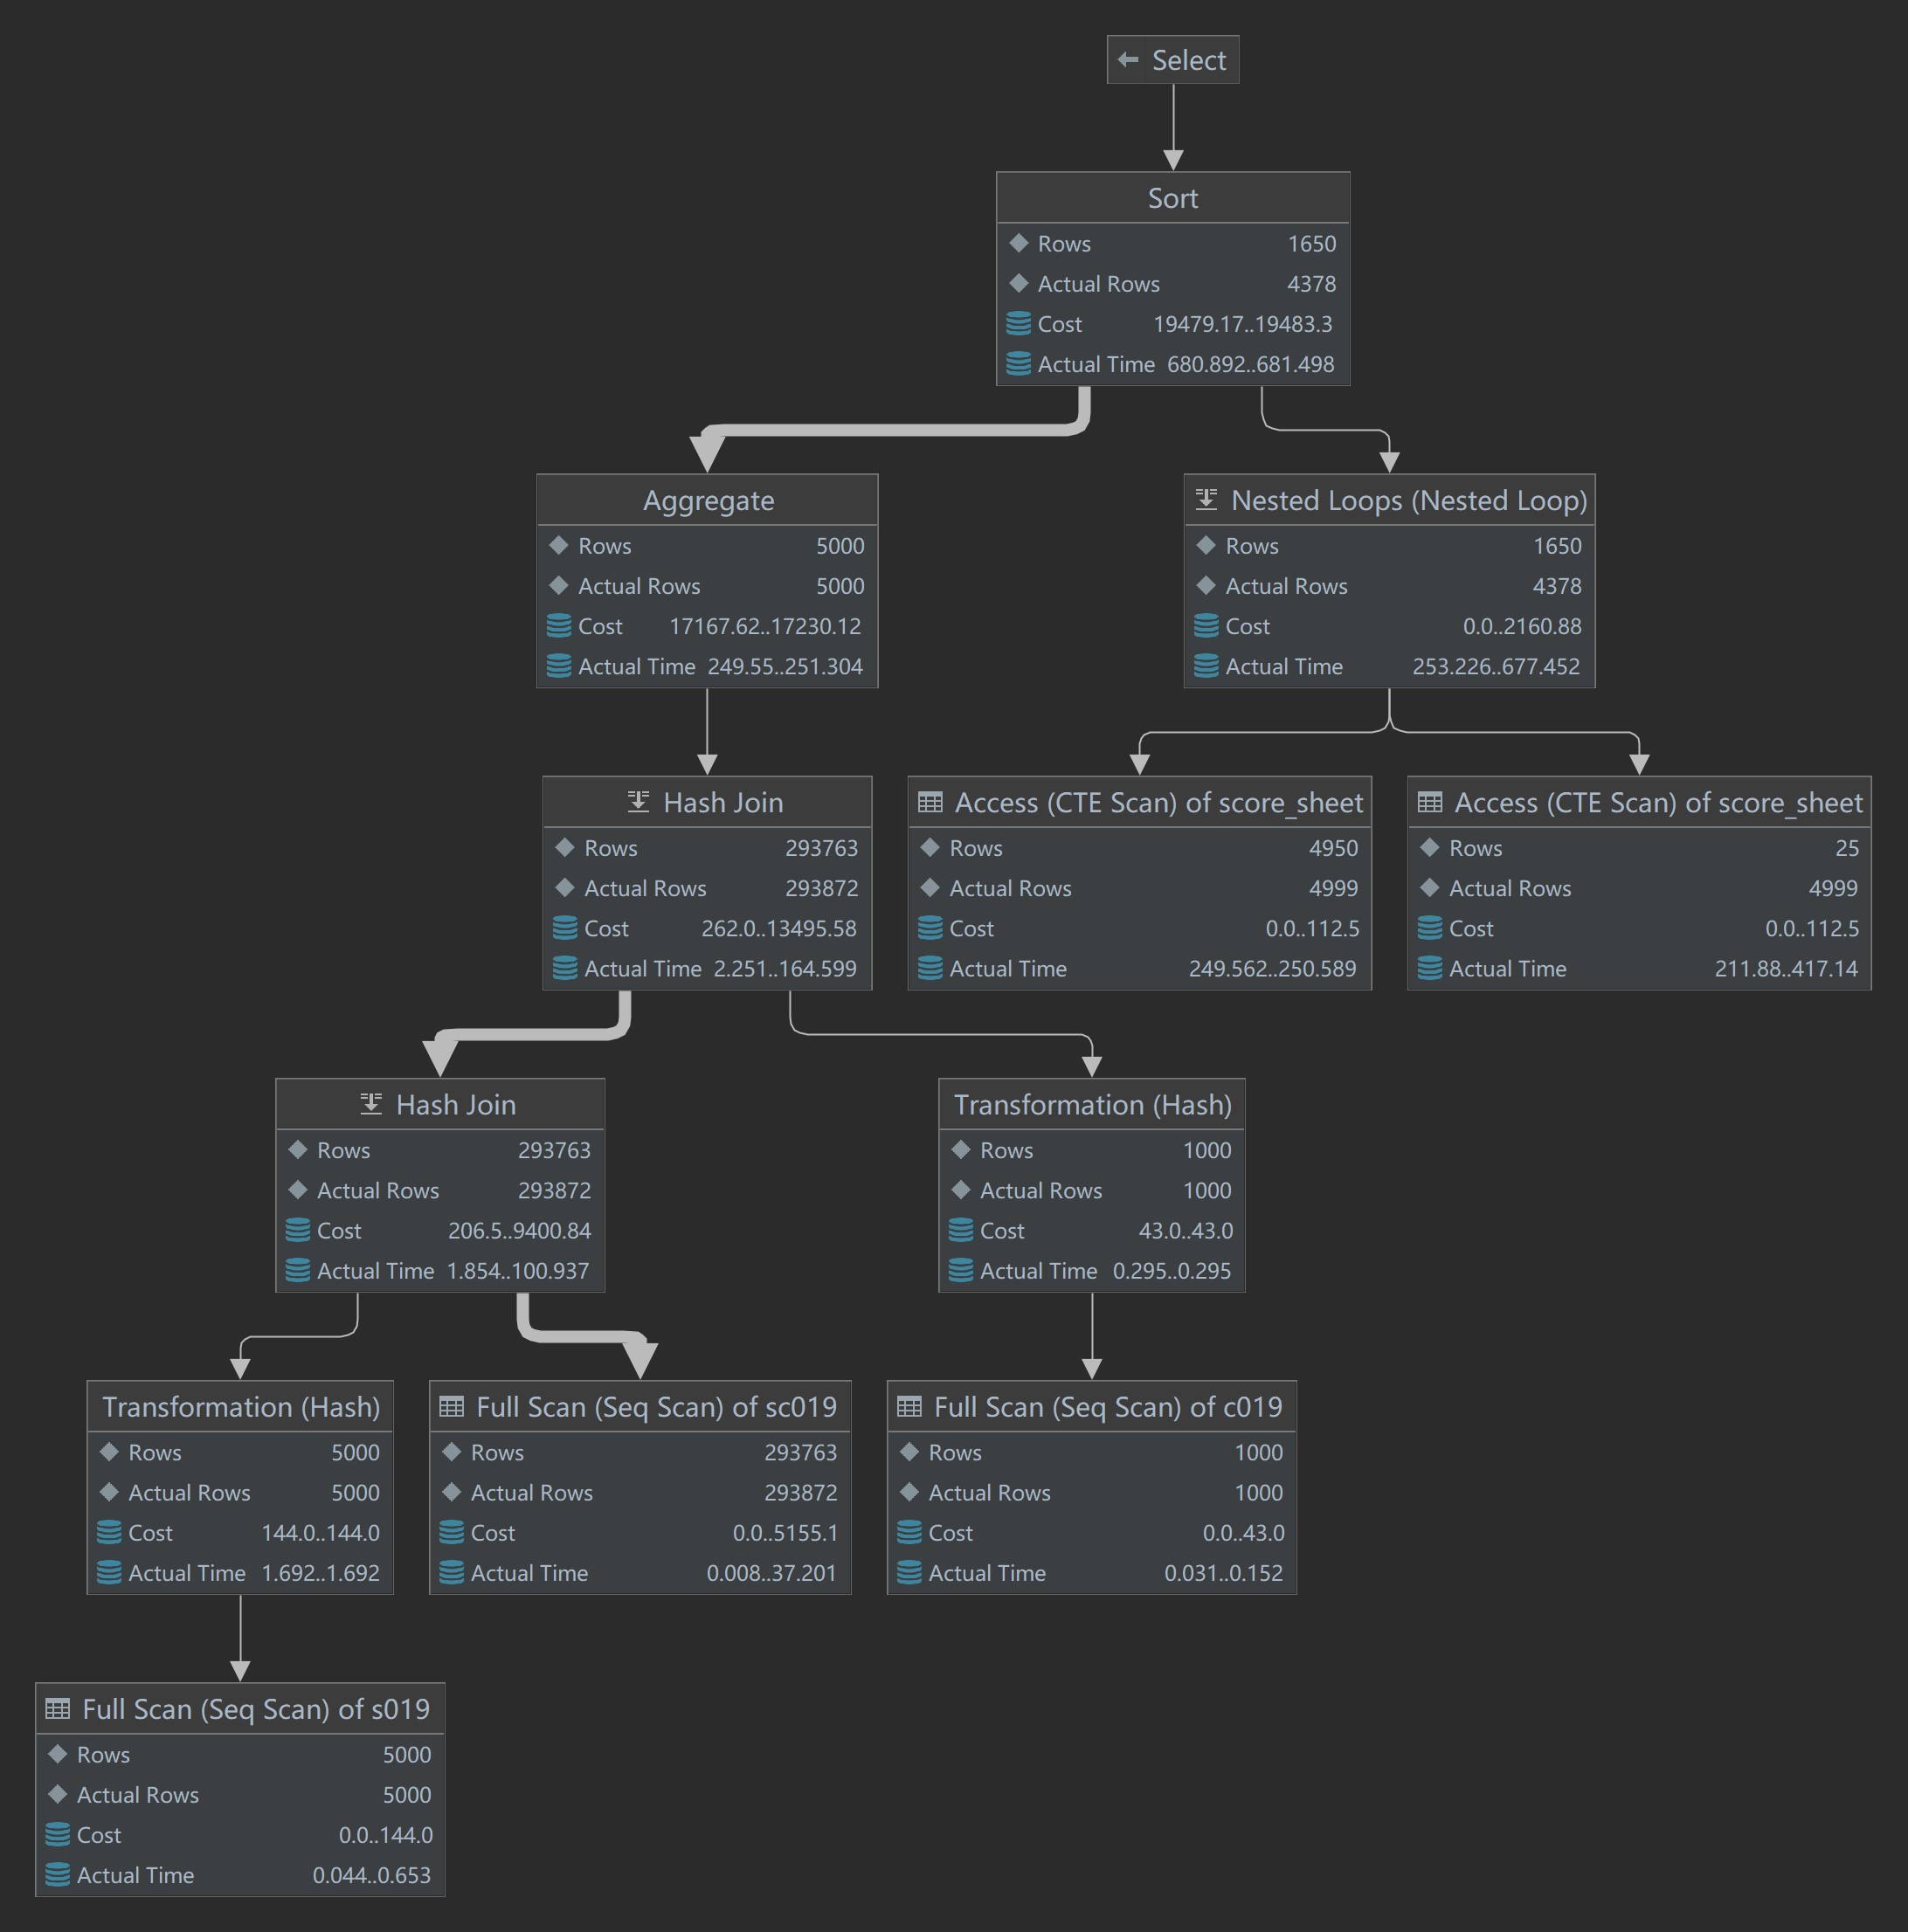 Select
Sort
Rows 1650
Actual Rows 4378
Cost 19479.17..19483.3
Actual Time 680.892..681.498
Aggregate
Rows 5000
Actual Rows 5000
Cost 17167.62..17230.12
Actual Time 249.55..251.304
Nested Loops (Nested Loop)
Rows 1650
Actual Rows 4378
Cost 0.0..2160.88
Actual Time 253.226..677.452
Hash Join
Rows 293763
Actual Rows 293872
Cost 262.0..13495.58
Actual Time 2.251..164.599
Access (CTE Scan) of score_sheet
Rows 4950
Actual Rows 4999
Cost 0.0..112.5
Actual Time 249.562..250.589
Access (CTE Scan) of score_sheet
Rows 25
Actual Rows 4999
Cost 0.0..112.5
Actual Time 211.88..417.14
Hash Join
Rows 293763
Actual Rows 293872
Cost 206.5..9400.84
Actual Time 1.854..100.937
Transformation (Hash)
Rows 1000
Actual Rows 1000
Cost 43.0..43.0
Actual Time 0.295..0.295
Transformation (Hash)
Rows 5000
Actual Rows 5000
Cost 144.0..144.0
Actual Time 1.692..1.692
Full Scan (Seq Scan) of sc019
Rows 293763
Actual Rows 293872
Cost 0.0..5155.1
Actual Time 0.008..37.201
Full Scan (Seq Scan) of c019
Rows 1000
Actual Rows 1000
Cost 0.0..43.0
Actual Time 0.031..0.152
Full Scan (Seq Scan) of s019
Rows 5000
Actual Rows 5000
Cost 0.0..144.0
Actual Time 0.044..0.653